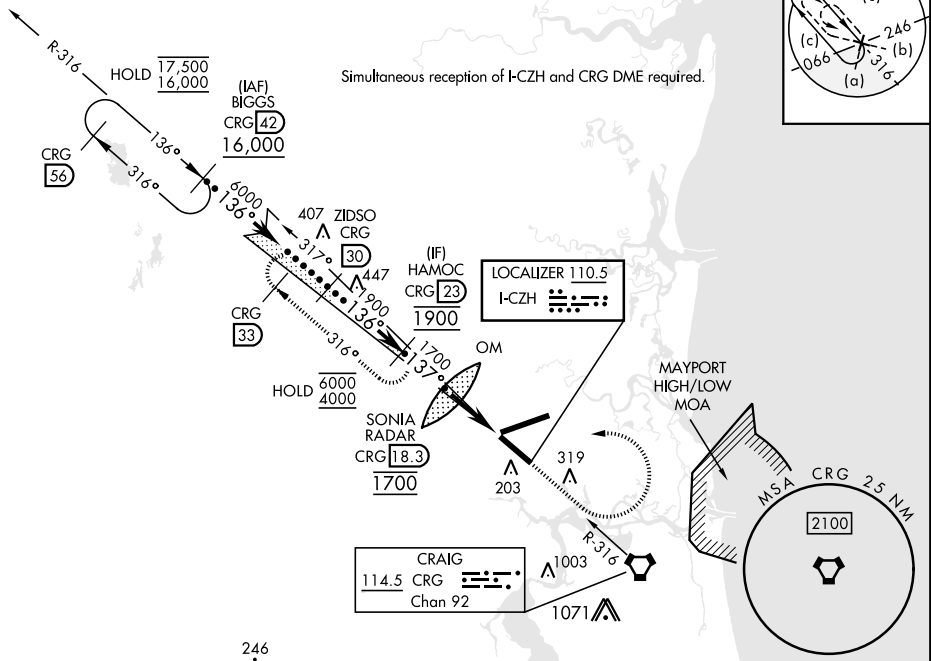 R-316
HOLD 17,500
16,000
(IAF)
BIGGS
CRG 42
16,000
Simultaneous reception of I-CZH and CRG DME required.
(c)
246
(b)
066
316
(a)
136°
316°
CRG
56
6000
136°
407
ZIDSO
CRG
30
317°
447
1900
136°
(IF)
HAMOC
CRG 23
1900
LOCALIZER 110.5
I-CZH
CRG
33
316°
HOLD 6000
4000
1700
137°
OM
SONIA
RADAR
CRG 18.3
1700
203
319
MAYPORT
HIGH/LOW
MOA
MSA CRG 25 NM
2100
R-316
CRAIG
114.5 CRG
Chan 92
1003
1071
246